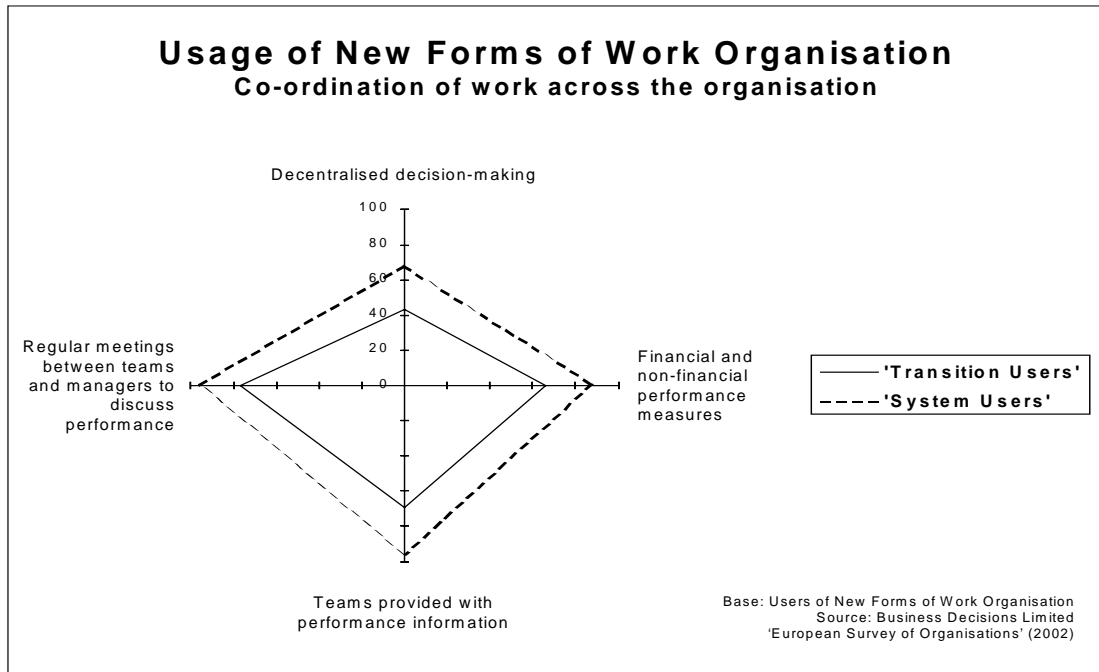 Usage of New Forms of Work Organisation
Co-ordination of work across the organisation
Decentralised decision-making
100
80
60
40
20
0
Regular meetings
between teams
and managers to
discuss
performance
Financial and
non-financial
performance
measures
'Transition Users'
'System Users'
Teams provided with
performance information
Base: Users of New Forms of Work Organisation
Source: Business Decisions Limited
‘European Survey of Organisations’ (2002)